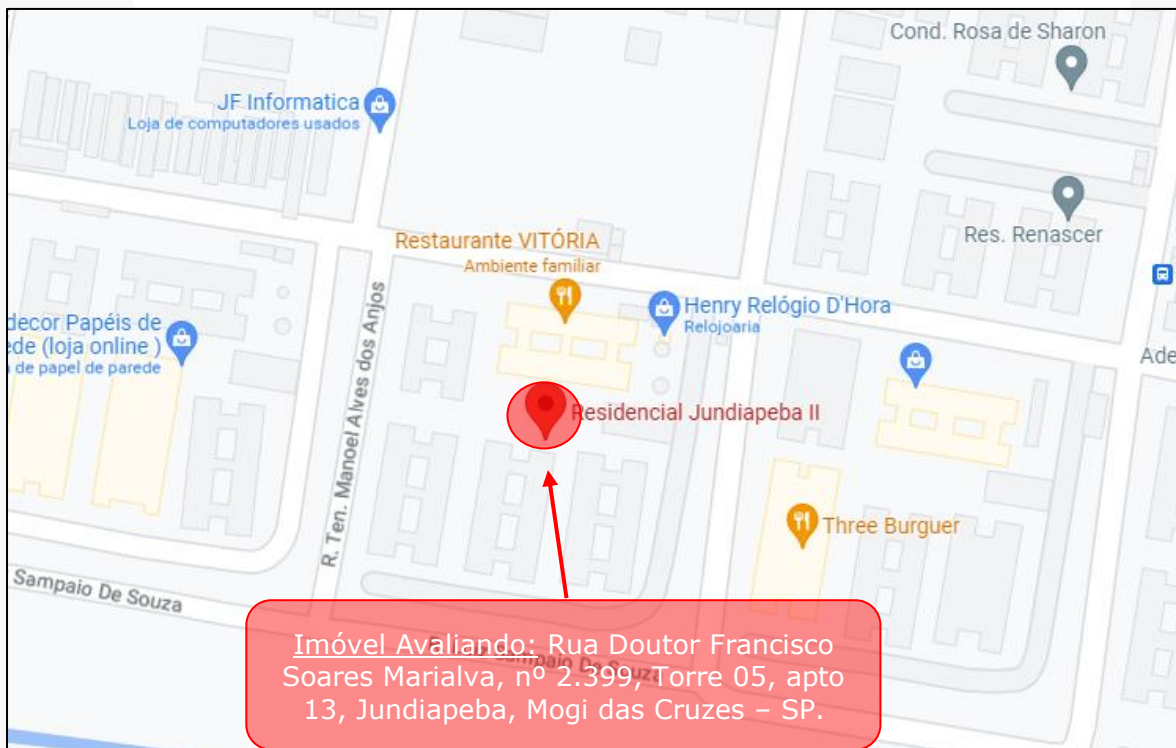 Cond. Rosa de Sharon
JF Informatica
Loja de computadores usados
Res. Renascer
Restaurante VITÓRIA
Ambiente familiar
Henry Relógio D'Hora
Relojoaria
decor Papéis de
ede (loja online )
de papel de parede
R. Ten. Manoel Alves dos Anjos
Ade
Residencial Jundiapeba II
Three Burguer
Sampaio De Souza
Sampaio De Souza
Imóvel Avaliando: Rua Doutor Francisco
Soares Marialva, nº 2.399, Torre 05, apto
13, Jundiapeba, Mogi das Cruzes – SP.